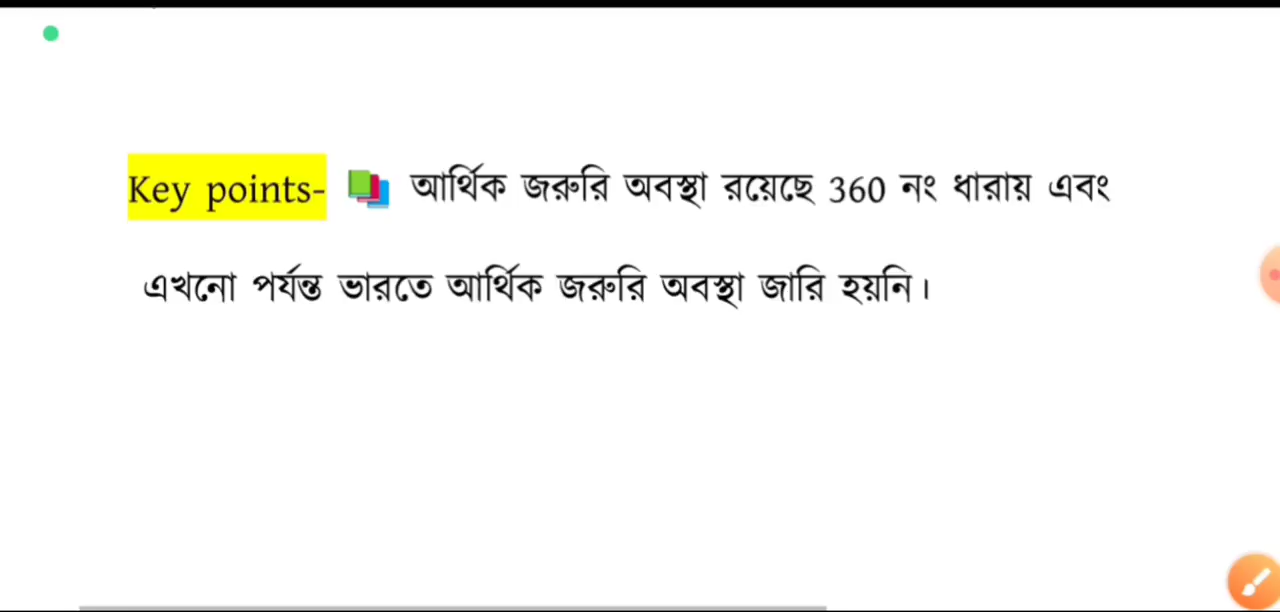 Key points- 📚 আর্থিক জরুরি অবস্থা রয়েছে 360 নং ধারায় এবং
এখনো পর্যন্ত ভারতে আর্থিক জরুরি অবস্থা জারি হয়নি।